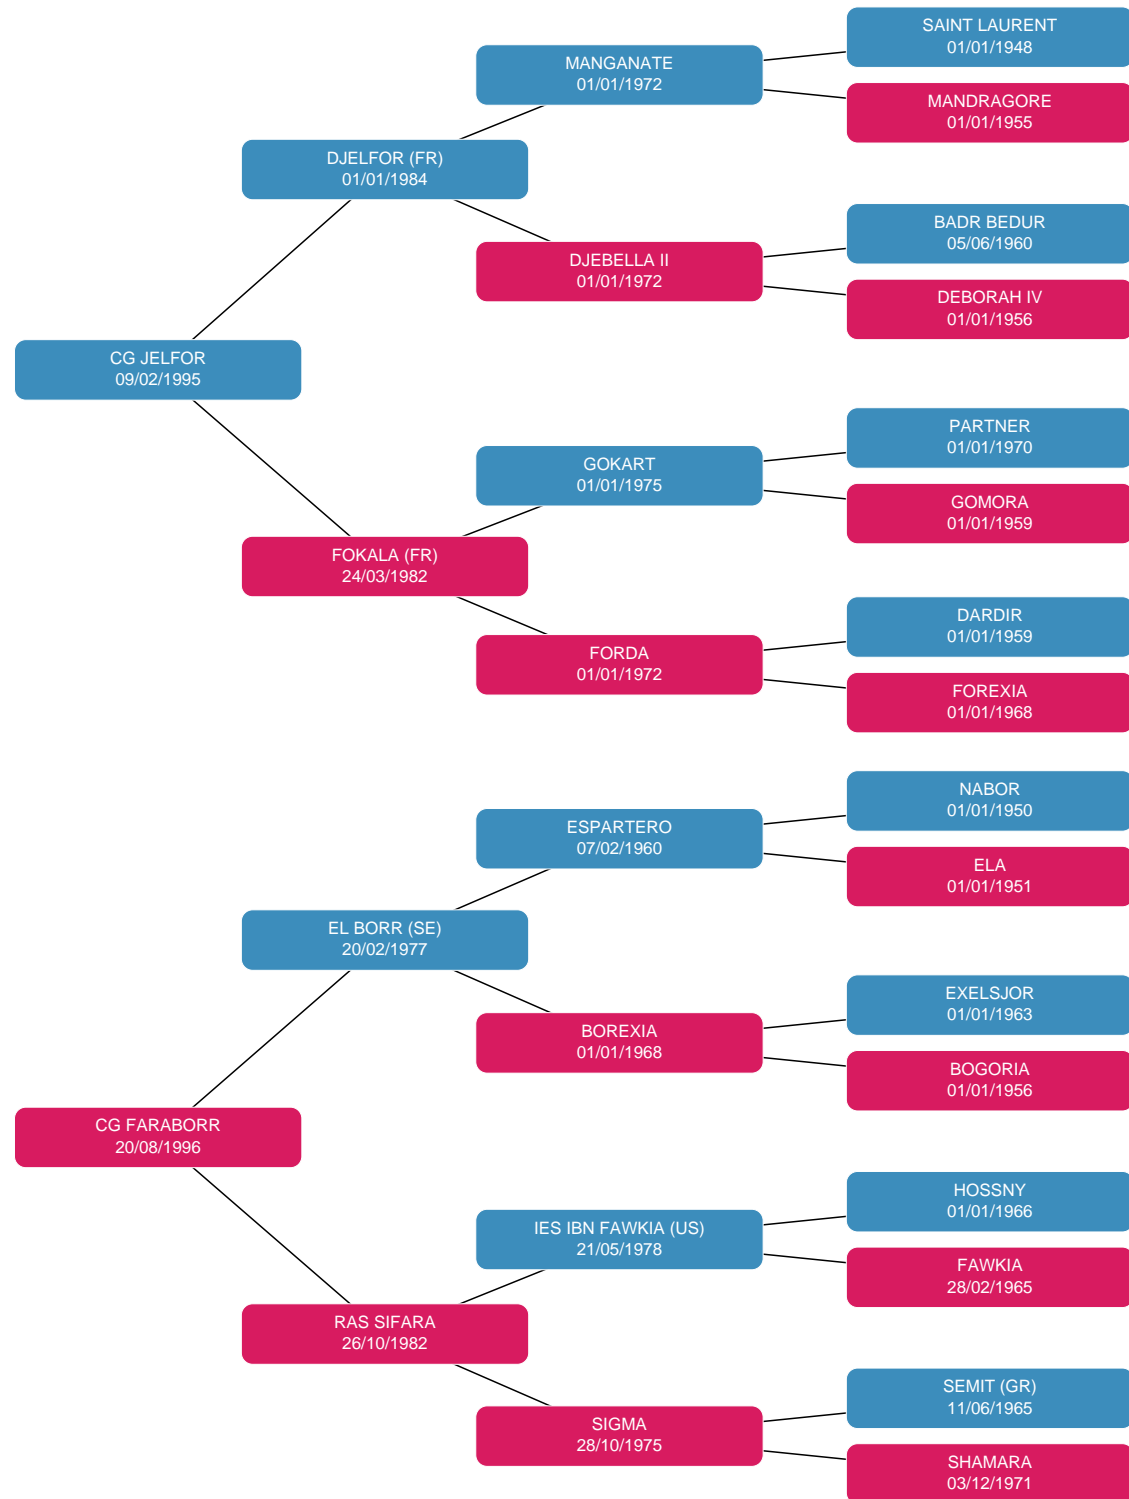 SAINT LAURENT
01/01/1948
MANGANATE
01/01/1972
MANDRAGORE
01/01/1955
DJELFOR (FR)
01/01/1984
BADR BEDUR
05/06/1960
DJEBELLA II
01/01/1972
DEBORAH IV
01/01/1956
CG JELFOR
09/02/1995
PARTNER
01/01/1970
GOKART
01/01/1975
GOMORA
01/01/1959
FOKALA (FR)
24/03/1982
DARDIR
01/01/1959
FORDA
01/01/1972
FOREXIA
01/01/1968
NABOR
01/01/1950
ESPARTERO
07/02/1960
ELA
01/01/1951
EL BORR (SE)
20/02/1977
EXELSJOR
01/01/1963
BOREXIA
01/01/1968
BOGORIA
01/01/1956
CG FARABORR
20/08/1996
HOSSNY
01/01/1966
IES IBN FAWKIA (US)
21/05/1978
FAWKIA
28/02/1965
RAS SIFARA
26/10/1982
SEMIT (GR)
11/06/1965
SIGMA
28/10/1975
SHAMARA
03/12/1971